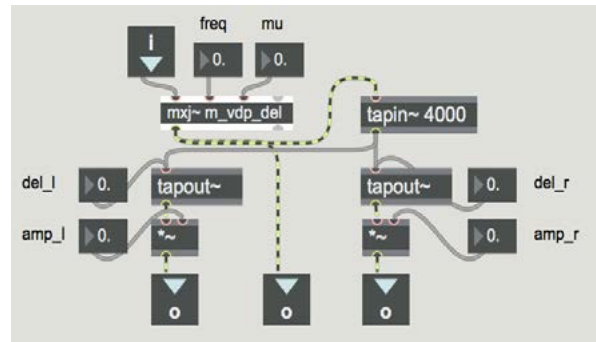 freq mu
i 0. 0.
mxj~ m_vdp_del tapin~ 4000
del_l 0. tapout~ tapout~ 0. del_r
amp_l 0. *~ *~ 0. amp_r
o o o